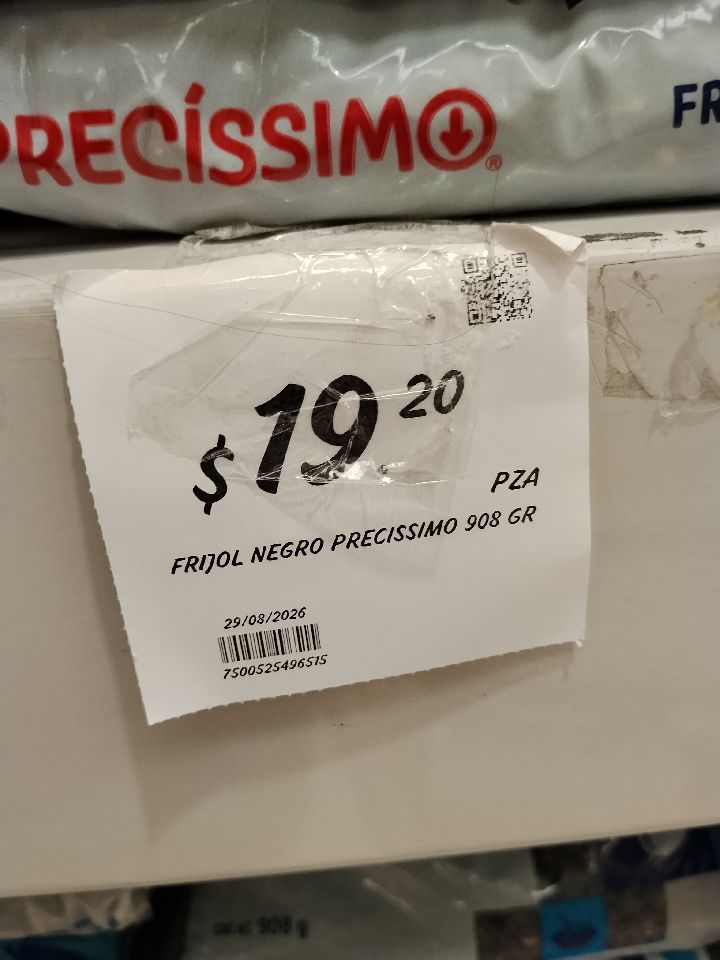 PRECÍSSIMO®
FR
$19.20
PZA
FRIJOL NEGRO PRECISSIMO 908 GR
29/08/2026
7500525496515
908 g